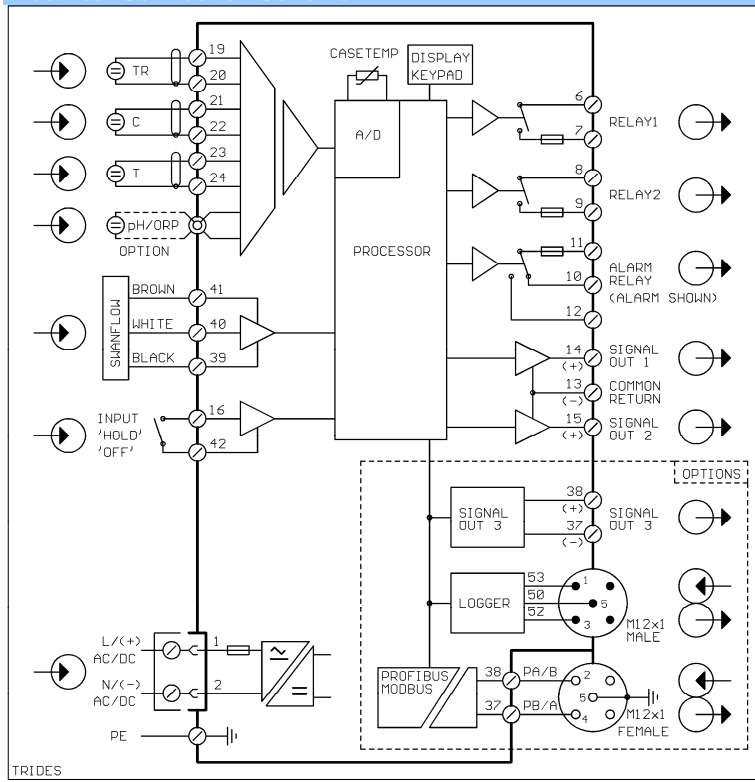 CASETEMP
DISPLAY
KEYPAD
A/D
PROCESSOR
19
TR
20
21
C
22
23
T
24
pH/ORP
OPTION
SWANFLOW
BROWN
41
WHITE
40
BLACK
39
INPUT
'HOLD'
'OFF'
16
42
L/(+)
AC/DC
1
N/(-)
AC/DC
2
PE
6
RELAY1
7
8
RELAY2
9
11
10
ALARM
RELAY
(ALARM SHOWN)
12
14
(+)
SIGNAL
OUT 1
13
(-)
COMMON
RETURN
15
(+)
SIGNAL
OUT 2
OPTIONS
SIGNAL
OUT 3
38
(+)
37
(-)
SIGNAL
OUT 3
LOGGER
53
50
52
1
5
3
M12x1
MALE
PROFIBUS
MODBUS
38
PA/B
37
PB/A
2
5
4
M12x1
FEMALE
TRIDES